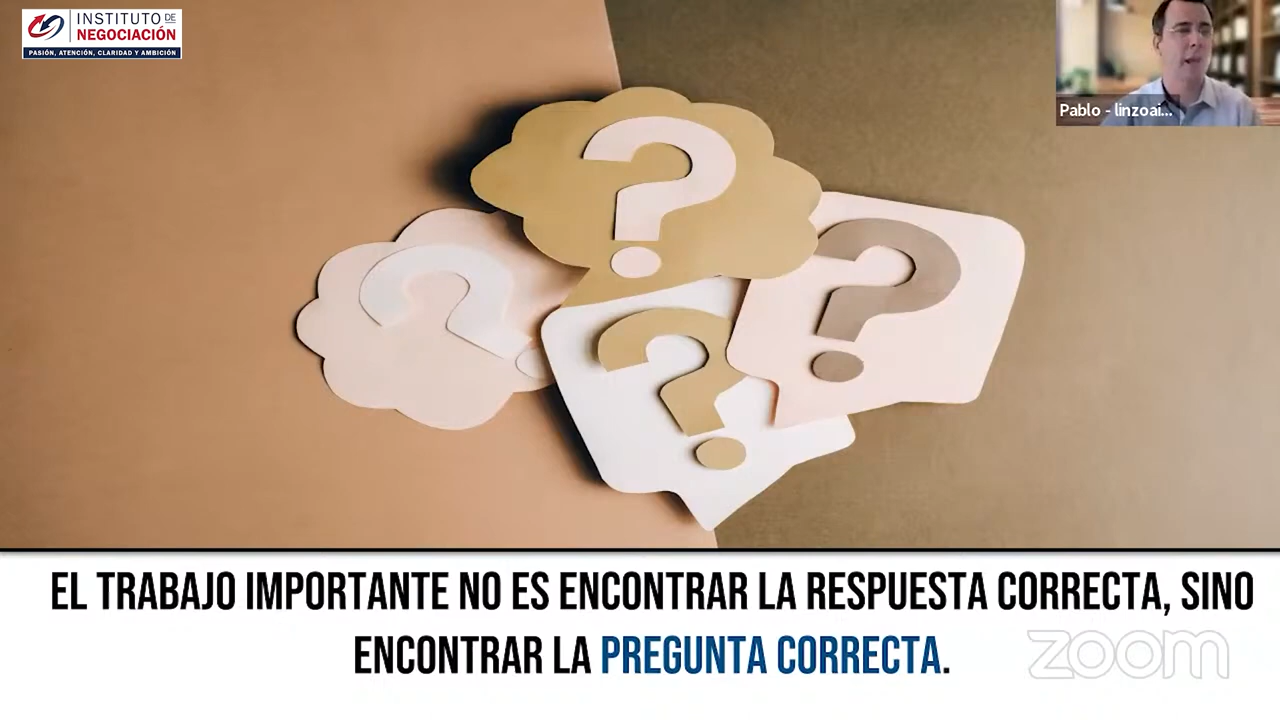 INSTITUTO DE
NEGOCIACIÓN
PASIÓN, ATENCIÓN, CLARIDAD Y AMBICIÓN
Pablo - linzoai...
EL TRABAJO IMPORTANTE NO ES ENCONTRAR LA RESPUESTA CORRECTA, SINO
ENCONTRAR LA PREGUNTA CORRECTA.
zoom